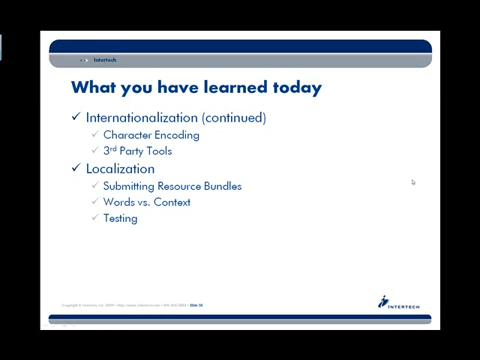 Intertech
What you have learned today
Internationalization (continued)
Character Encoding
3rd Party Tools
Localization
Submitting Resource Bundles
Words vs. Context
Testing
INTERTECH